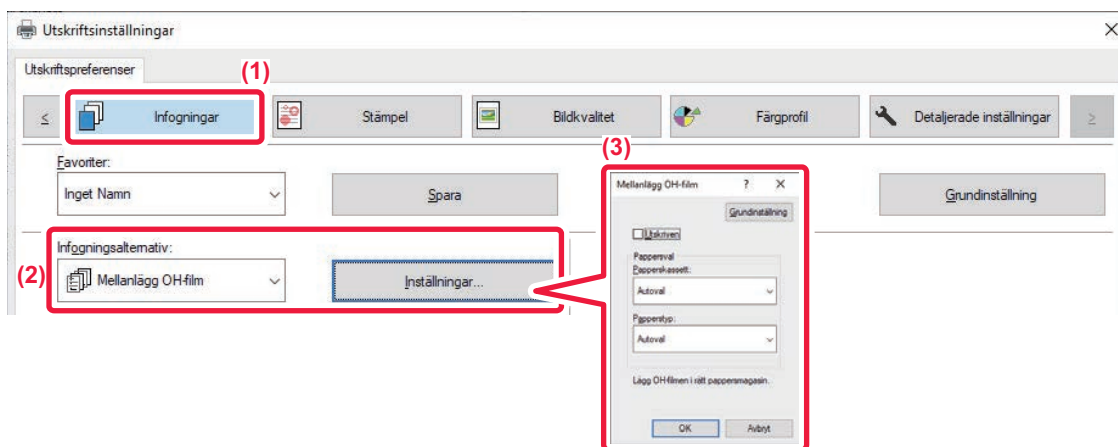 Utskriftsinställningar
Utskriftspreferenser
(1)
< Infogningar Stämpel Bildkvalitet Färgprofil Detaljerade inställningar >
(3)
Favoriter:
Inget Namn Spara Grundinställning
(2)
Infogningsalternativ:
Mellanlägg OH-film Inställningar...
Mellanlägg OH-film ? X
Grundinställning
Utskriven
Pappersval
Papperskassett:
Autoval
Papperstyp:
Autoval
Lägg OH-filmen i rätt pappersmagasin.
OK Avbryt